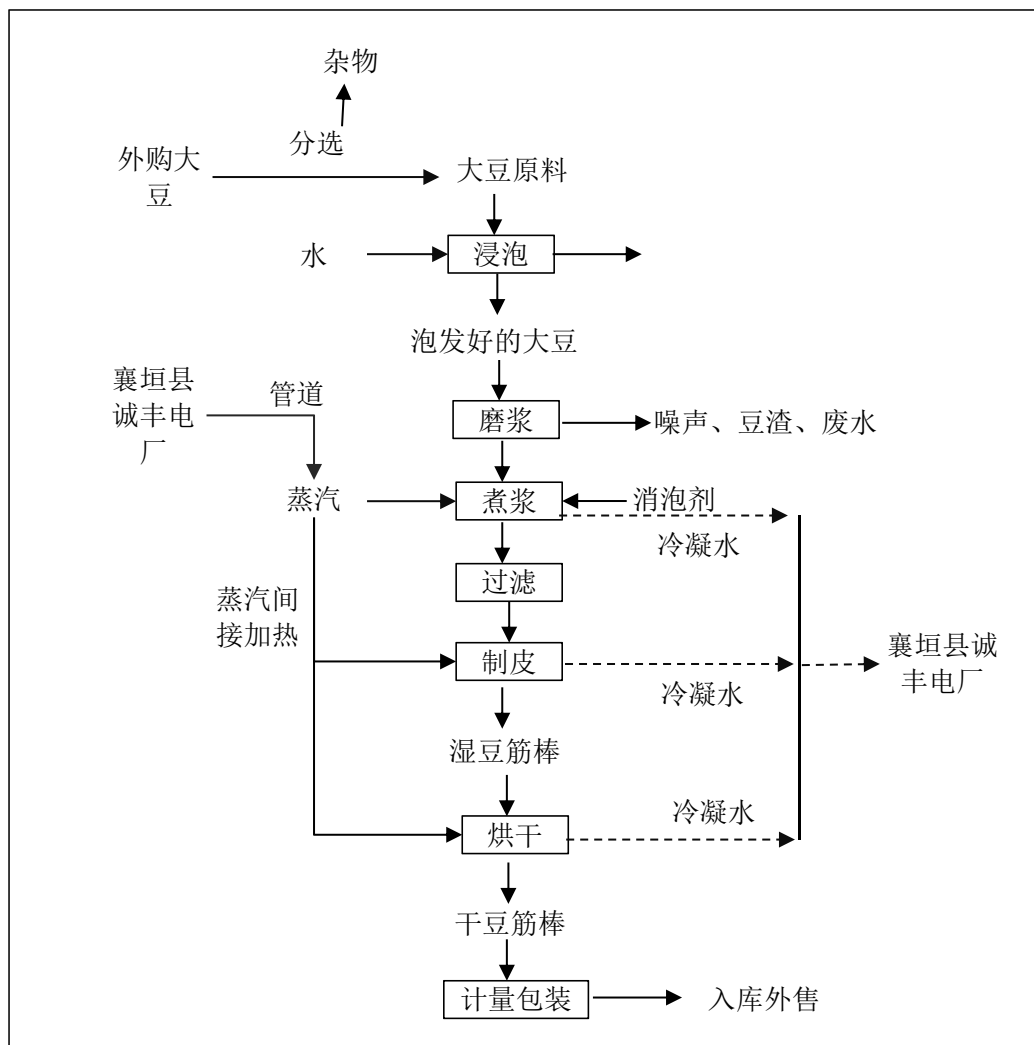 杂物
分选
外购大
豆
大豆原料
水
浸泡
泡发好的大豆
襄垣县
诚丰电
厂
管道
磨浆
噪声、豆渣、废水
蒸汽
煮浆
消泡剂
冷凝水
过滤
蒸汽间
接加热
制皮
冷凝水
襄垣县诚
丰电厂
湿豆筋棒
冷凝水
烘干
干豆筋棒
计量包装
入库外售